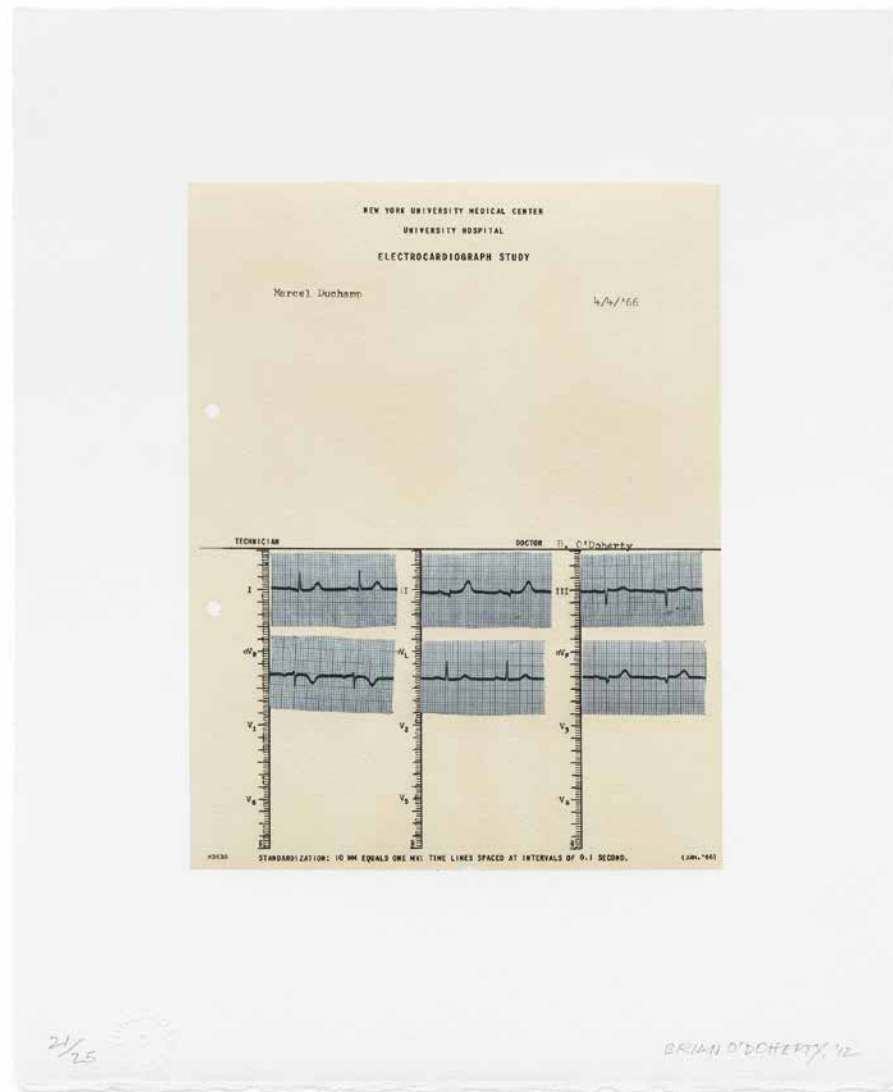 NEW YORK UNIVERSITY MEDICAL CENTER
UNIVERSITY HOSPITAL
ELECTROCARDIOGRAPH STUDY
Marcel Duchamp 4/4/'66
TECHNICIAN DOCTOR B. O'Doherty
I II III
aVR aVL aVF
V1 V2 V3
V6 V5 V4
STANDARDIZATION: 10 MM EQUALS ONE MV: TIME LINES SPACED AT INTERVALS OF 0.1 SECOND. (JAN. '66)
21/25 BRIAN O'DOHERTY. '12